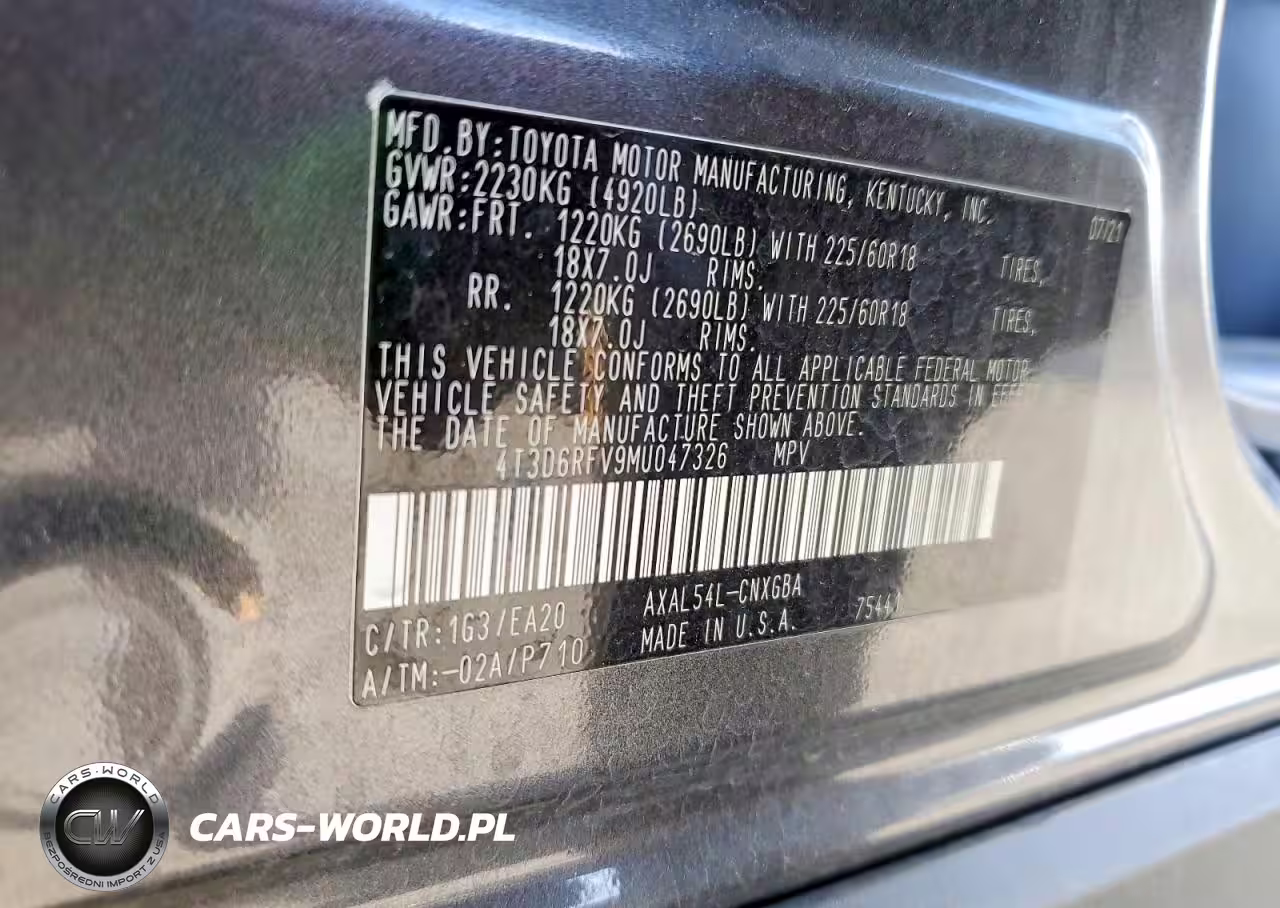 MFD.BY:TOYOTA MOTOR MANUFACTURING, KENTUCKY, INC.
GVWR:2230KG (4920LB) 07/21
GAWR:FRT. 1220KG (2690LB) WITH 225/60R18 TIRES,
18X7.0J RIMS.
RR. 1220KG (2690LB) WITH 225/60R18 TIRES,
18X7.0J RIMS.
THIS VEHICLE CONFORMS TO ALL APPLICABLE FEDERAL MOTOR
VEHICLE SAFETY AND THEFT PREVENTION STANDARDS IN
THE DATE OF MANUFACTURE SHOWN ABOVE.
4T3D6RFV9MU047326 MPV
C/TR:1G3/EA20 AXAL54L-CNXGBA
A/TM:-02A/P710 MADE IN U.S.A.
CARS-WORLD
CW
BEZPOŚREDNI IMPORT Z USA
CARS-WORLD.PL